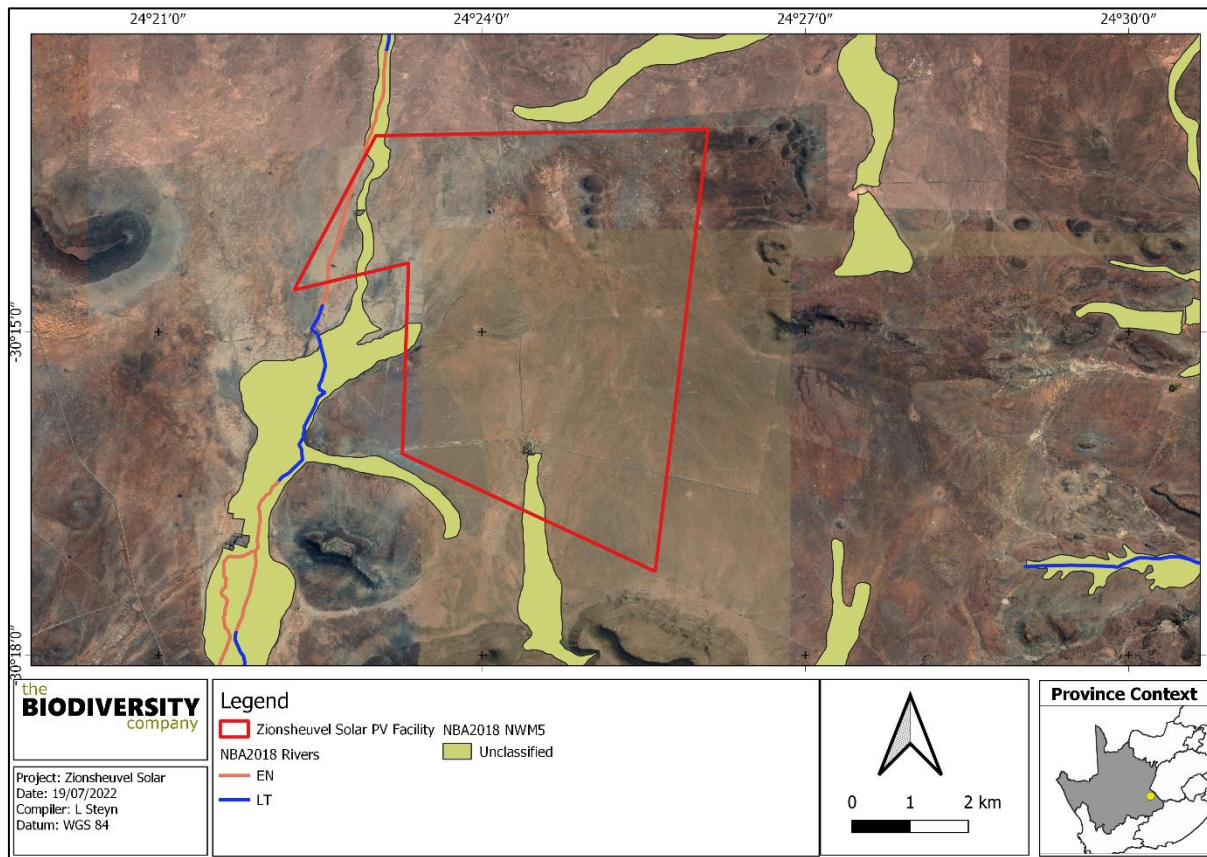 24°21′0″ 24°24′0″ 24°27′0″ 24°30′0″
-30°15′0″
-30°18′0″
the
BIODIVERSITY
company
Project: Zionsheuvel Solar
Date: 19/07/2022
Compiler: L Steyn
Datum: WGS 84
Legend
Zionsheuvel Solar PV Facility
NBA2018 Rivers
EN
LT
NBA2018 NWM5
Unclassified
0 1 2 km
Province Context